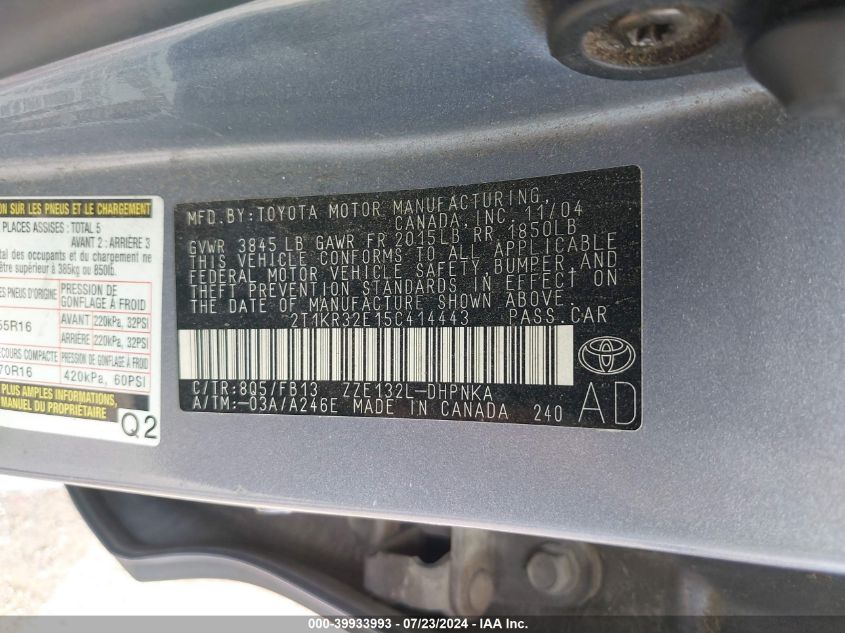 ON SUR LES PNEUS ET LE CHARGEMENT
PLACES ASSISES : TOTAL 5
AVANT 2 : ARRIÈRE 3
tal des occupants et du chargement ne
être supérieur à 385kg ou 850lb.
ES PNEUS D'ORIGINE
PRESSION DE
GONFLAGE À FROID
55R16
AVANT 220kPa, 32PSI
ARRIÈRE 220kPa, 32PSI
ECOURS COMPACTE
PRESSION DE
GONFLAGE À FROID
70R16
420kPa, 60PSI
PLUS AMPLES INFORMATIONS,
MANUEL DU PROPRIÉTAIRE
Q2
MFD. BY: TOYOTA MOTOR MANUFACTURING,
CANADA, INC. 11/04
GVWR 3845 LB GAWR FR 2015LB RR 1850LB
THIS VEHICLE CONFORMS TO ALL APPLICABLE
FEDERAL MOTOR VEHICLE SAFETY, BUMPER, AND
THEFT PREVENTION STANDARDS IN EFFECT ON
THE DATE OF MANUFACTURE SHOWN ABOVE.
2T1KR32E15C414443 PASS. CAR
C/TR: 8Q5/FB13 ZZE132L-DHPNKA
A/TM:-03A/A246E MADE IN CANADA 240
AD
000-39933993 / 07/23/2024 - IAA Inc.